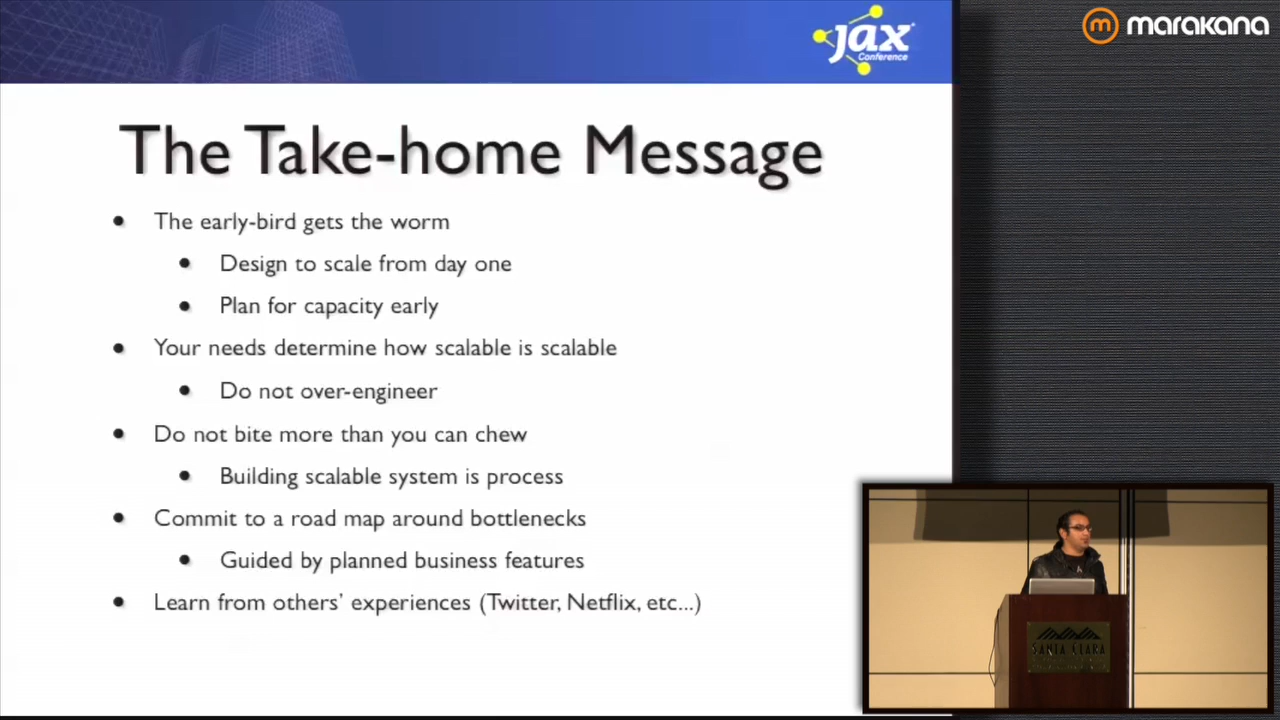 jax
Conference
marakana
The Take-home Message
• The early-bird gets the worm
• Design to scale from day one
• Plan for capacity early
• Your needs determine how scalable is scalable
• Do not over-engineer
• Do not bite more than you can chew
• Building scalable system is process
• Commit to a road map around bottlenecks
• Guided by planned business features
• Learn from others’ experiences (Twitter, Netflix, etc...)
SANTA CLARA